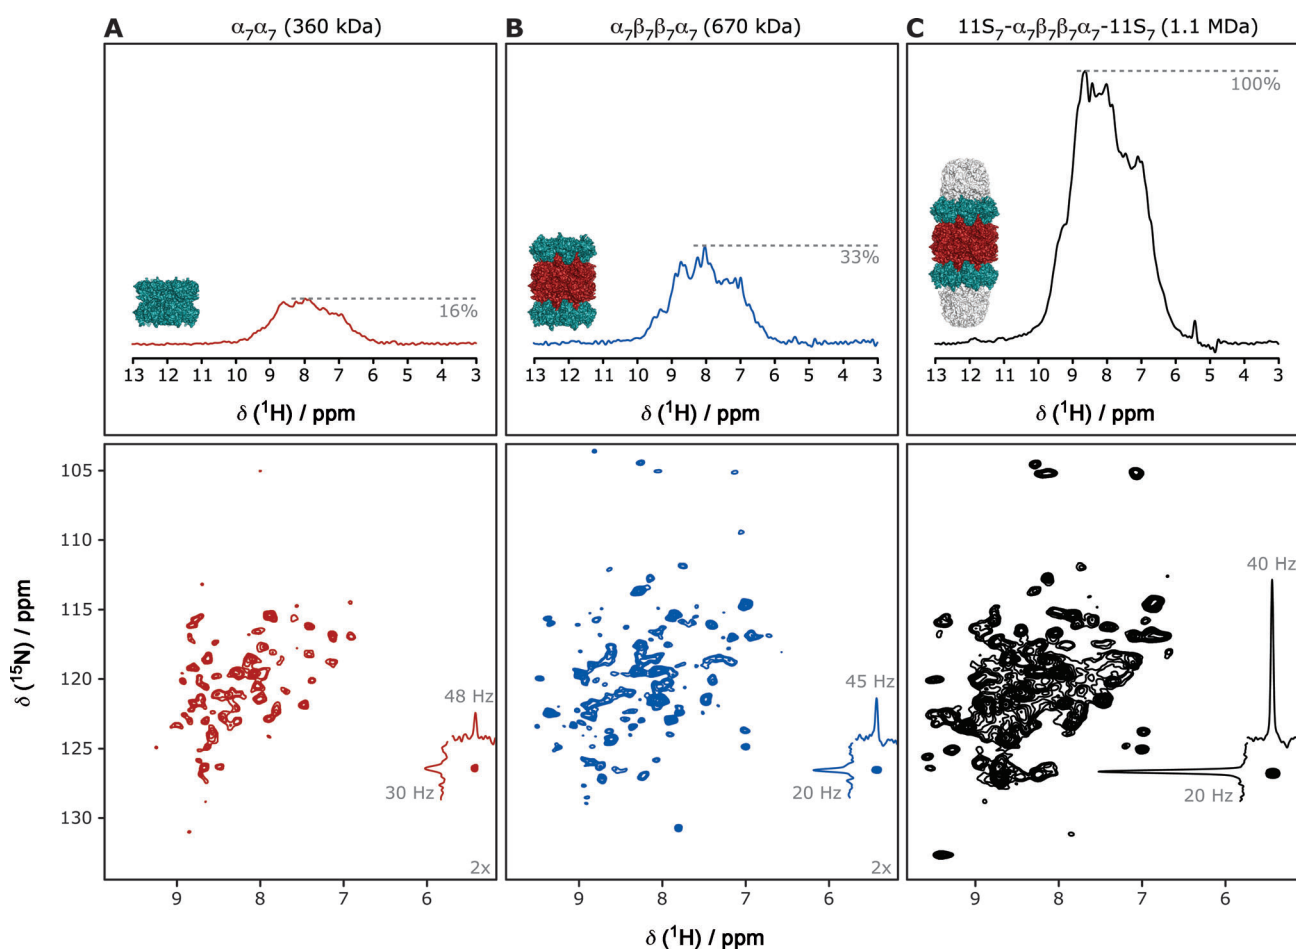 A
α7α7 (360 kDa)
16%
13 12 11 10 9 8 7 6 5 4 3
δ (1H) / ppm
B
α7β7β7α7 (670 kDa)
33%
13 12 11 10 9 8 7 6 5 4 3
δ (1H) / ppm
C
11S7-α7β7β7α7-11S7 (1.1 MDa)
100%
13 12 11 10 9 8 7 6 5 4 3
δ (1H) / ppm
δ (15N) / ppm
105
110
115
120
125
130
48 Hz
30 Hz
2x
9 8 7 6
45 Hz
20 Hz
2x
9 8 7 6
40 Hz
20 Hz
9 8 7 6
δ (1H) / ppm